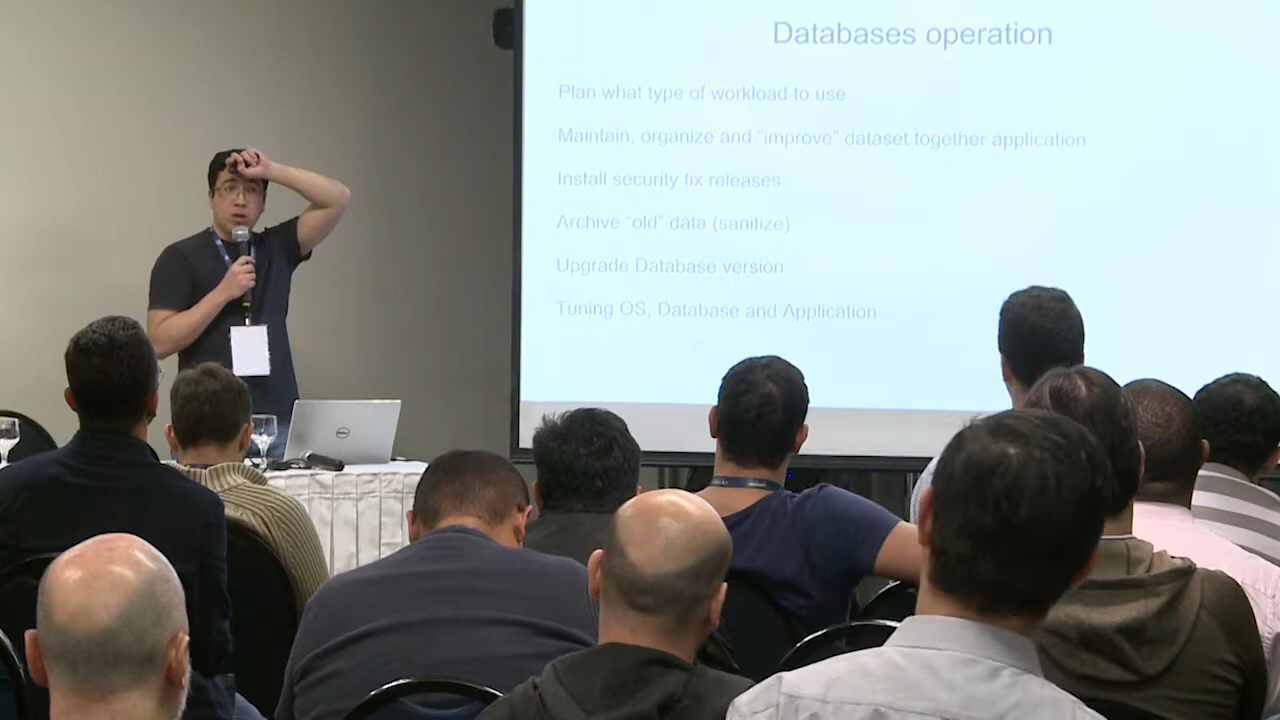 Databases operation
Plan what type of workload to use
Maintain, organize and “improve” dataset together application
Install security fix releases
Archive “old” data (sanitize)
Upgrade Database version
Tuning OS, Database and Application
DELL